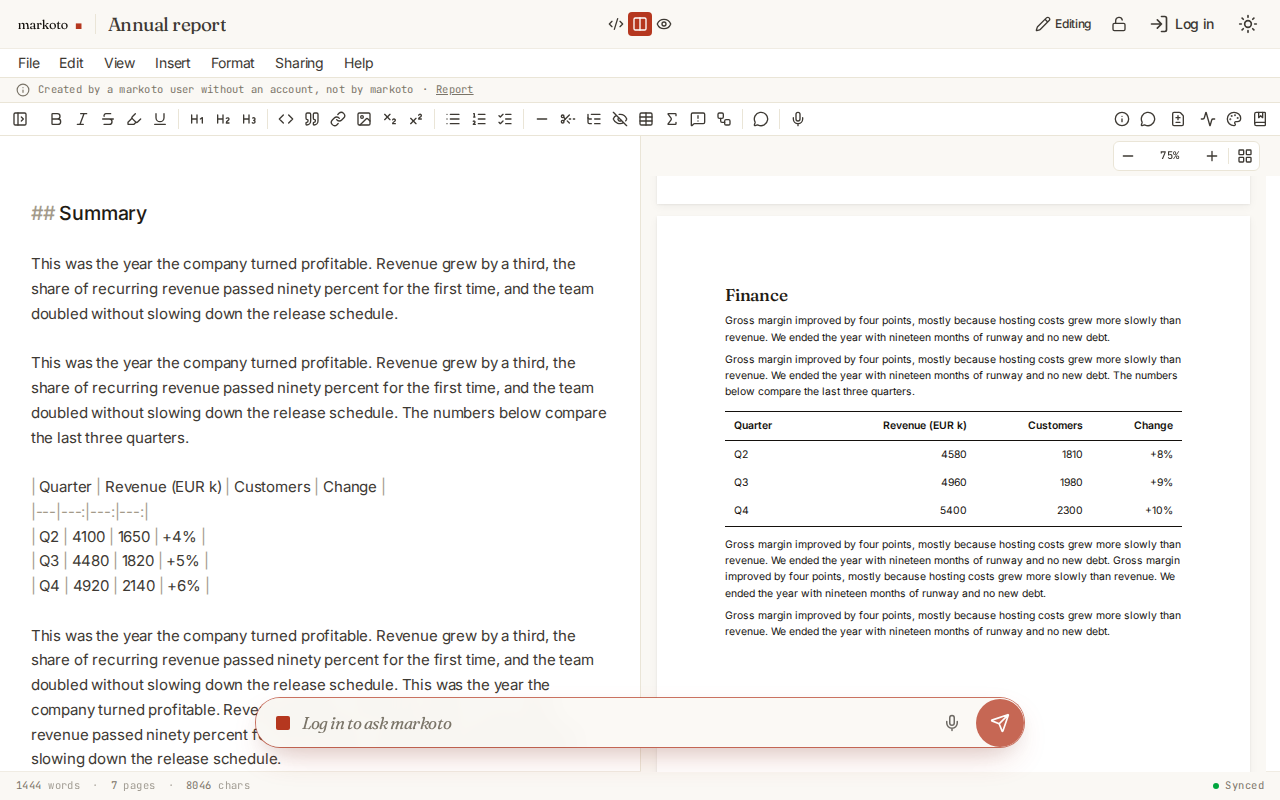 markoto
Annual report
Editing
Log in
File Edit View Insert Format Sharing Help
Created by a markoto user without an account, not by markoto · Report
H1 H2 H3
X2 x2
75%
## Summary
This was the year the company turned profitable. Revenue grew by a third, the
share of recurring revenue passed ninety percent for the first time, and the team
doubled without slowing down the release schedule.
This was the year the company turned profitable. Revenue grew by a third, the
share of recurring revenue passed ninety percent for the first time, and the team
doubled without slowing down the release schedule. The numbers below compare
the last three quarters.
| Quarter | Revenue (EUR k) | Customers | Change |
|---|---:|---:|---:|
| Q2 | 4100 | 1650 | +4% |
| Q3 | 4480 | 1820 | +5% |
| Q4 | 4920 | 2140 | +6% |
This was the year the company turned profitable. Revenue grew by a third, the
share of recurring revenue passed ninety percent for the first time, and the team
doubled without slowing down the release schedule. This was the year the
company turned profitable. Reve
revenue passed ninety percent f
slowing down the release schedule.
Finance
Gross margin improved by four points, mostly because hosting costs grew more slowly than
revenue. We ended the year with nineteen months of runway and no new debt.
Gross margin improved by four points, mostly because hosting costs grew more slowly than
revenue. We ended the year with nineteen months of runway and no new debt. The numbers
below compare the last three quarters.
Quarter Revenue (EUR k) Customers Change
Q2 4580 1810 +8%
Q3 4960 1980 +9%
Q4 5400 2300 +10%
Gross margin improved by four points, mostly because hosting costs grew more slowly than
revenue. We ended the year with nineteen months of runway and no new debt. Gross margin
improved by four points, mostly because hosting costs grew more slowly than revenue. We
ended the year with nineteen months of runway and no new debt.
Gross margin improved by four points, mostly because hosting costs grew more slowly than
revenue. We ended the year with nineteen months of runway and no new debt.
Log in to ask markoto
1444 words · 7 pages · 8046 chars
Synced